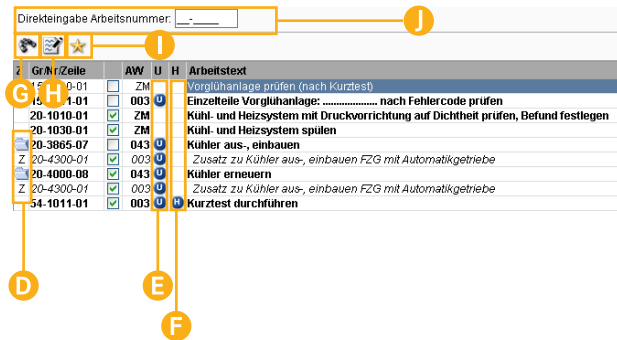 Direkteingabe Arbeitsnummer: __-____ J
G H I
Z Gr/Nr/Zeile AW U H Arbeitstext
ZM Vorglühanlage prüfen (nach Kurztest)
003 U Einzelteile Vorglühanlage: .................... nach Fehlercode prüfen
20-1010-01 ZM Kühl- und Heizsystem mit Druckvorrichtung auf Dichtheit prüfen, Befund festlegen
20-1030-01 ZM Kühl- und Heizsystem spülen
20-3865-07 043 U Kühler aus-, einbauen
Z 20-4300-01 003 U Zusatz zu Kühler aus-, einbauen FZG mit Automatikgetriebe
20-4000-08 043 U Kühler erneuern
Z 20-4300-01 003 U Zusatz zu Kühler aus-, einbauen FZG mit Automatikgetriebe
54-1011-01 003 U H Kurztest durchführen
D E
F